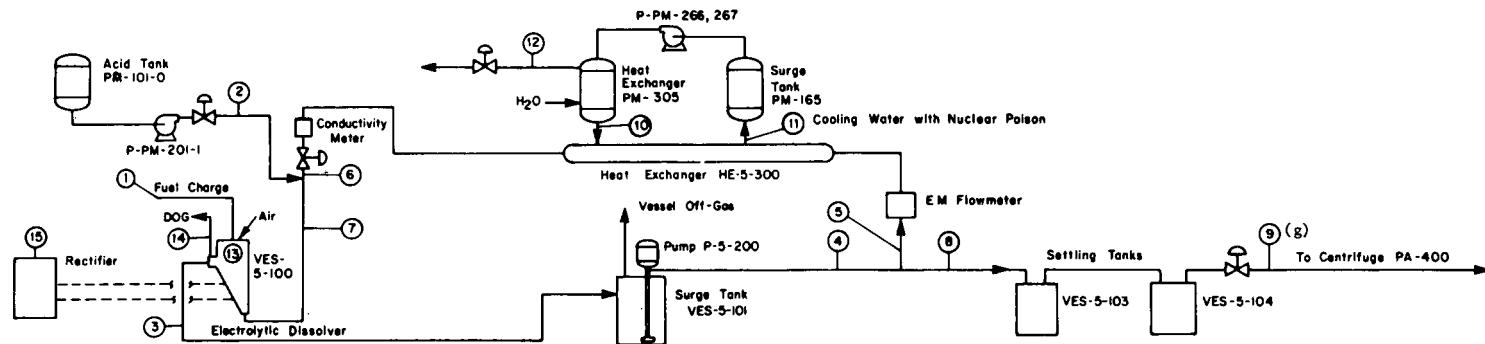 P-PM-266, 267
12
Acid Tank
PM-101-0
2
Heat
Exchanger
PM-305
Surge
Tank
PM-165
H2O
Conductivity
Meter
10
11
Cooling Water with Nuclear Poison
P-PM-201-1
6
1
Fuel Charge
Heat Exchanger HE-5-300
EM Flowmeter
DOG
Air
Vessel Off-Gas
7
5
14
13
VES-
5-100
15
Rectifier
Pump P-5-200
4
8
9 (g)
Settling Tanks
To Centrifuge PA-400
Surge Tank
VES-5-101
VES-5-103
VES-5-104
3
Electrolytic Dissolver